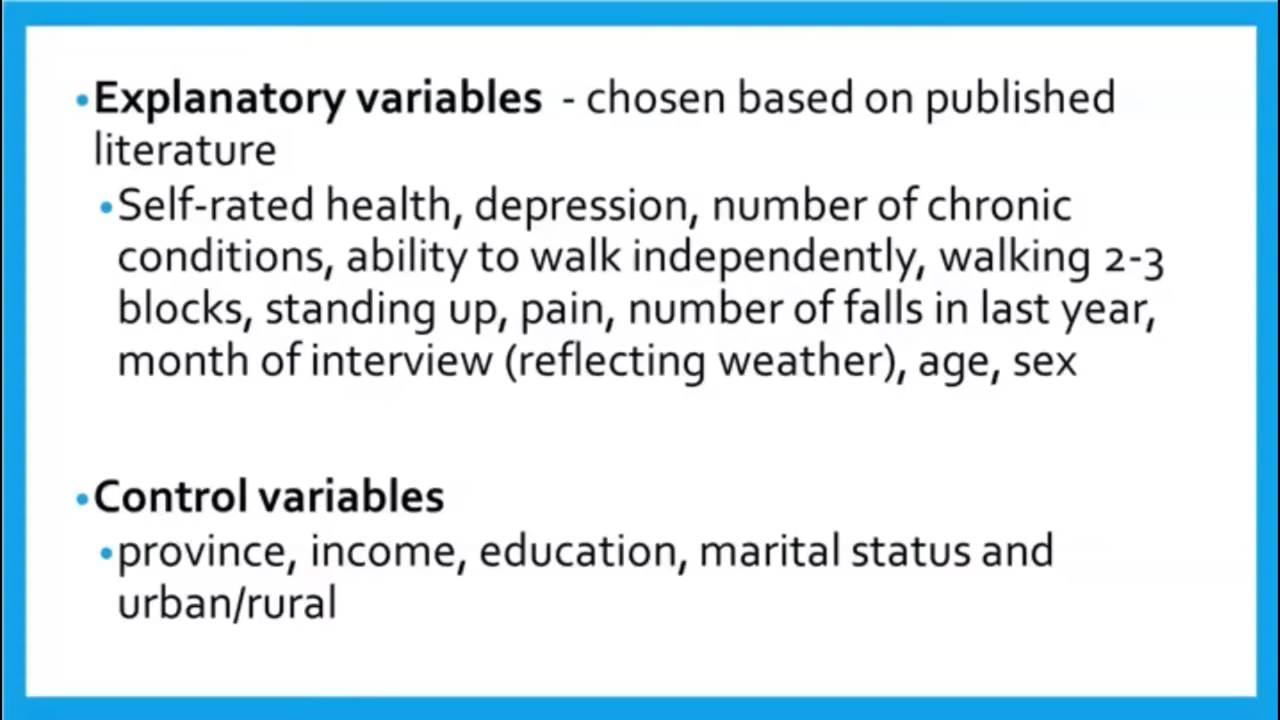 •Explanatory variables - chosen based on published
literature
•Self-rated health, depression, number of chronic
conditions, ability to walk independently, walking 2-3
blocks, standing up, pain, number of falls in last year,
month of interview (reflecting weather), age, sex
•Control variables
•province, income, education, marital status and
urban/rural